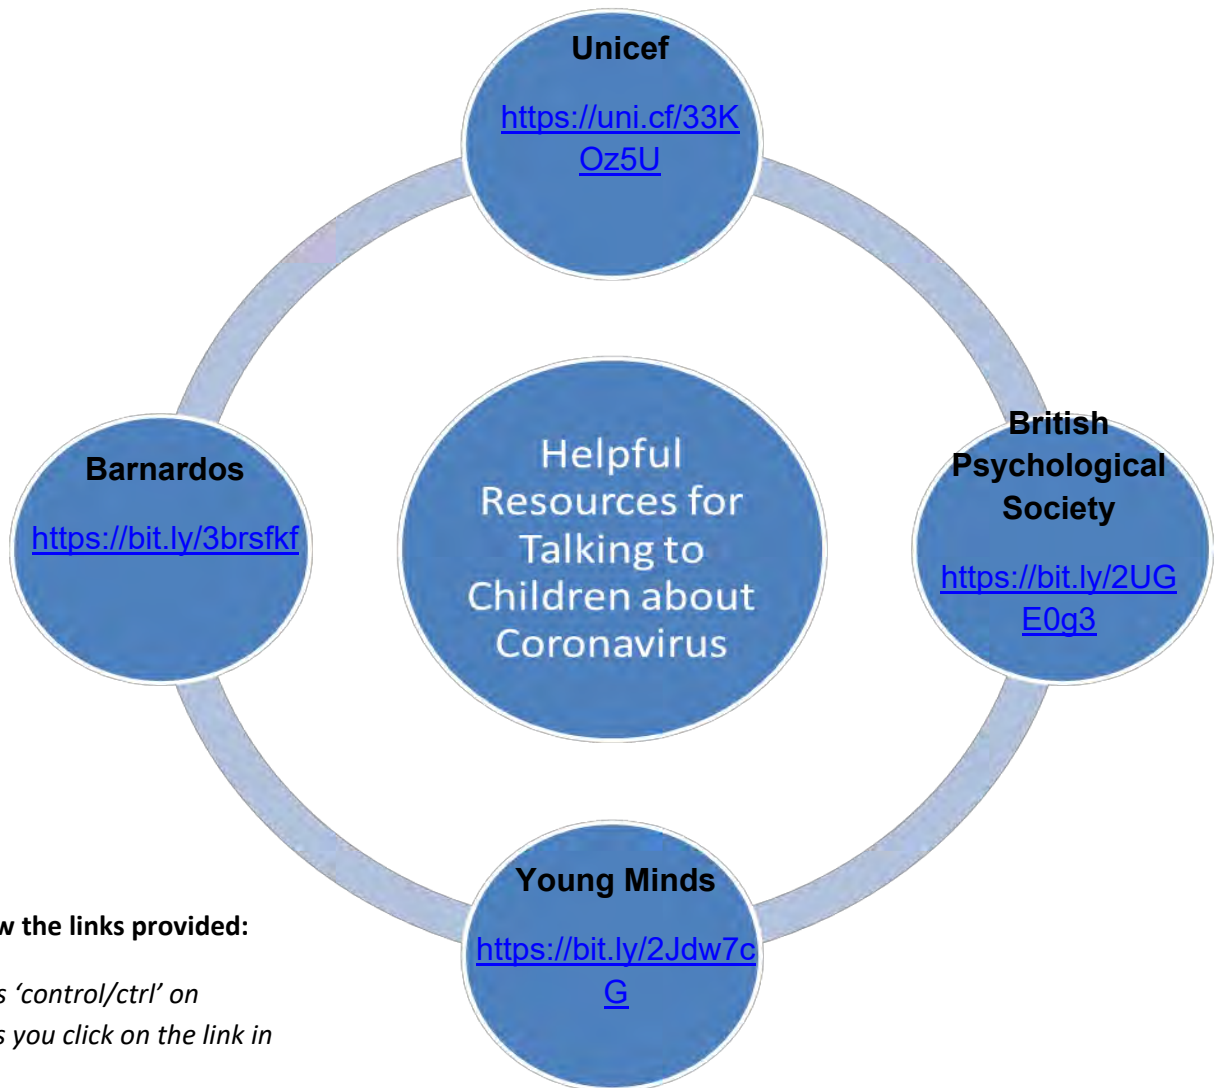 Unicef
https://uni.cf/33K
Oz5U
Helpful
Resources for
Talking to
Children about
Coronavirus
Barnardos
https://bit.ly/3brsfkf
British
Psychological
Society
https://bit.ly/2UG
E0g3
Young Minds
https://bit.ly/2Jdw7c
G
w the links provided:
s ‘control/ctrl’ on
s you click on the link in